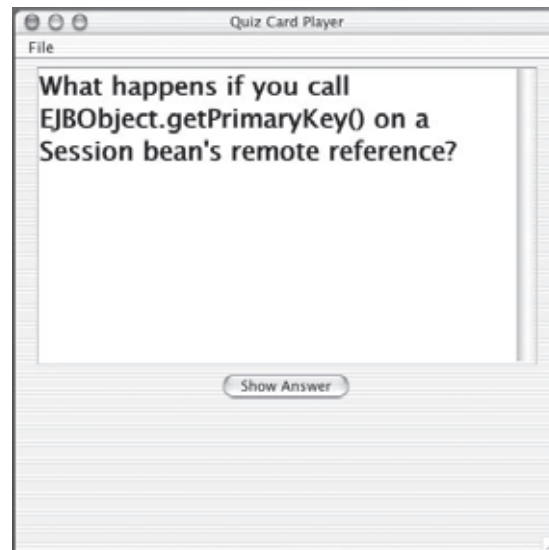 Quiz Card Player
File
What happens if you call
EJBObject.getPrimaryKey() on a
Session bean's remote reference?
Show Answer